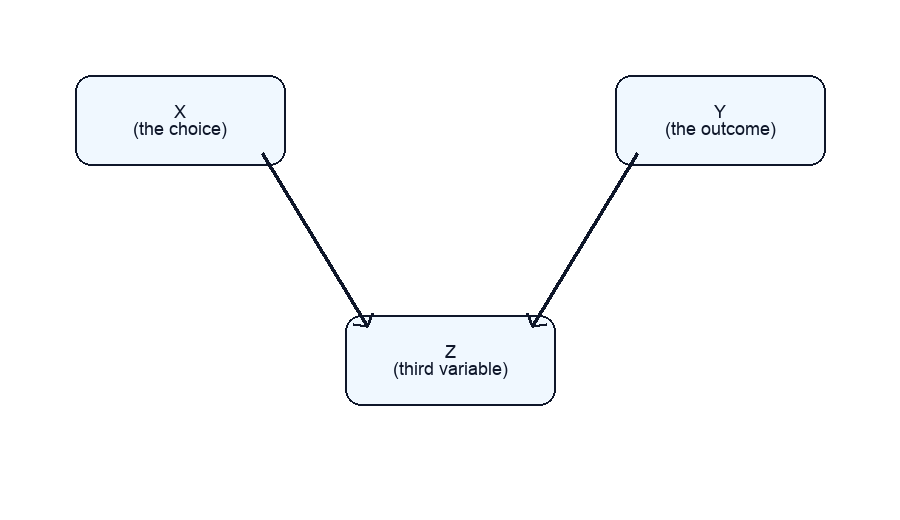 X
(the choice)
Y
(the outcome)
Z
(third variable)